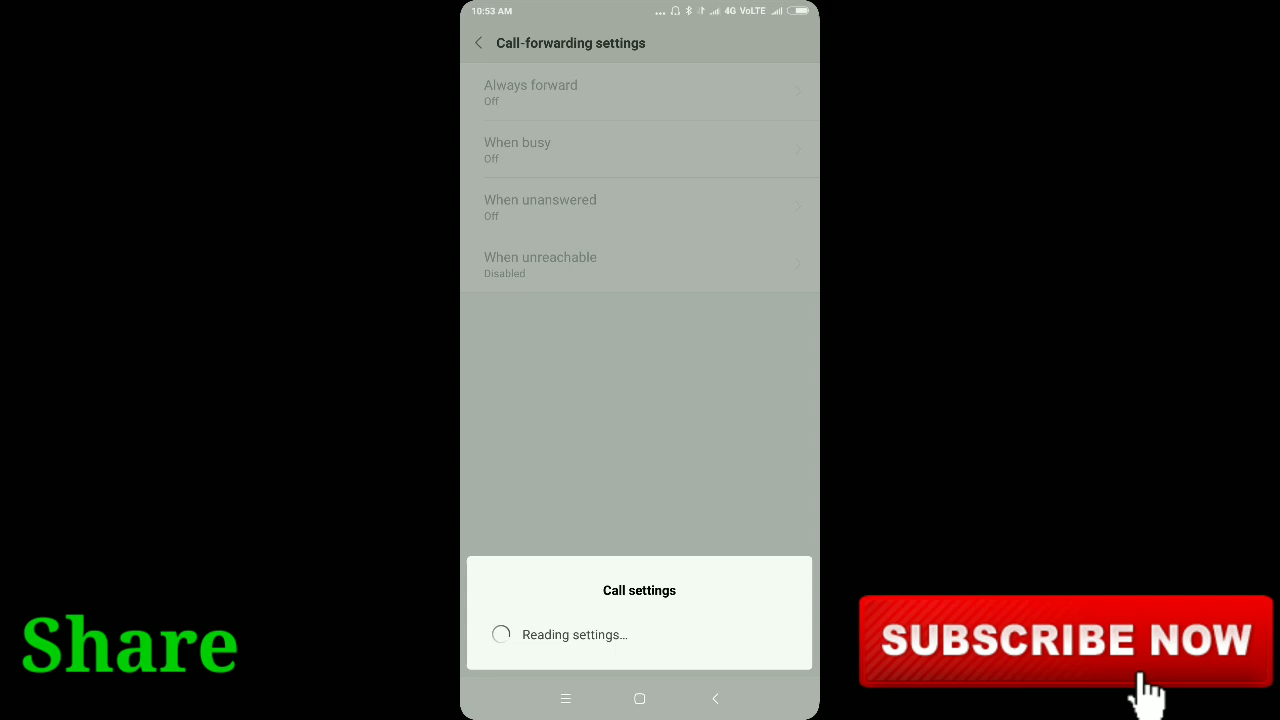 10:53 AM
... 4G VoLTE
Call-forwarding settings
Always forward
Off
When busy
Off
When unanswered
Off
When unreachable
Disabled
Call settings
Reading settings...
Share
SUBSCRIBE NOW